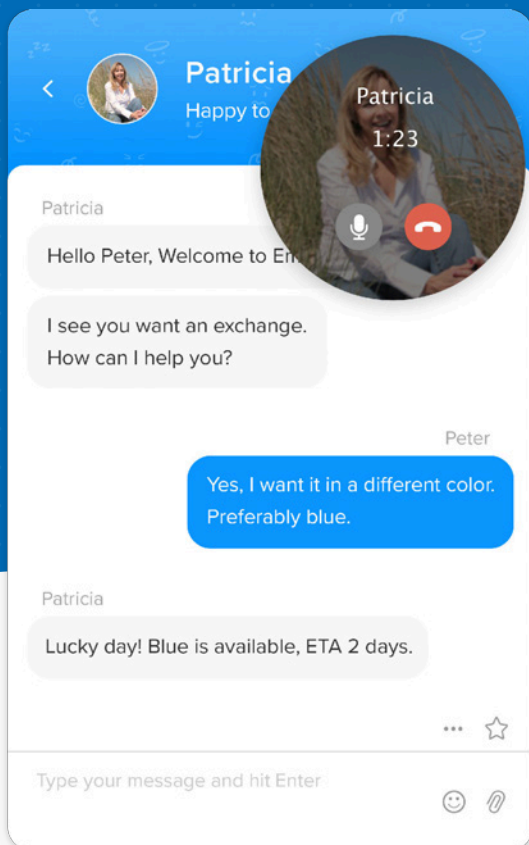 Patricia
Happy to
Patricia
1:23
Patricia
Hello Peter, Welcome to
I see you want an exchange.
How can I help you?
Peter
Yes, I want it in a different color.
Preferably blue.
Patricia
Lucky day! Blue is available, ETA 2 days.
Type your message and hit Enter